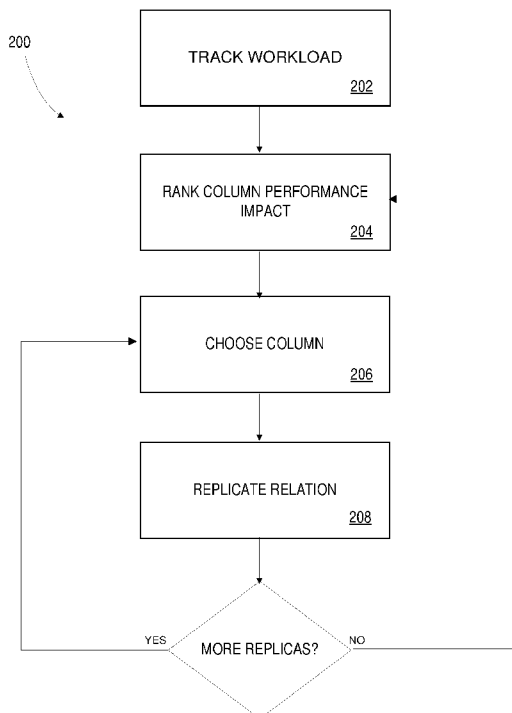 200
TRACK WORKLOAD
202
RANK COLUMN PERFORMANCE
IMPACT
204
CHOOSE COLUMN
206
REPLICATE RELATION
208
YES
MORE REPLICAS?
NO